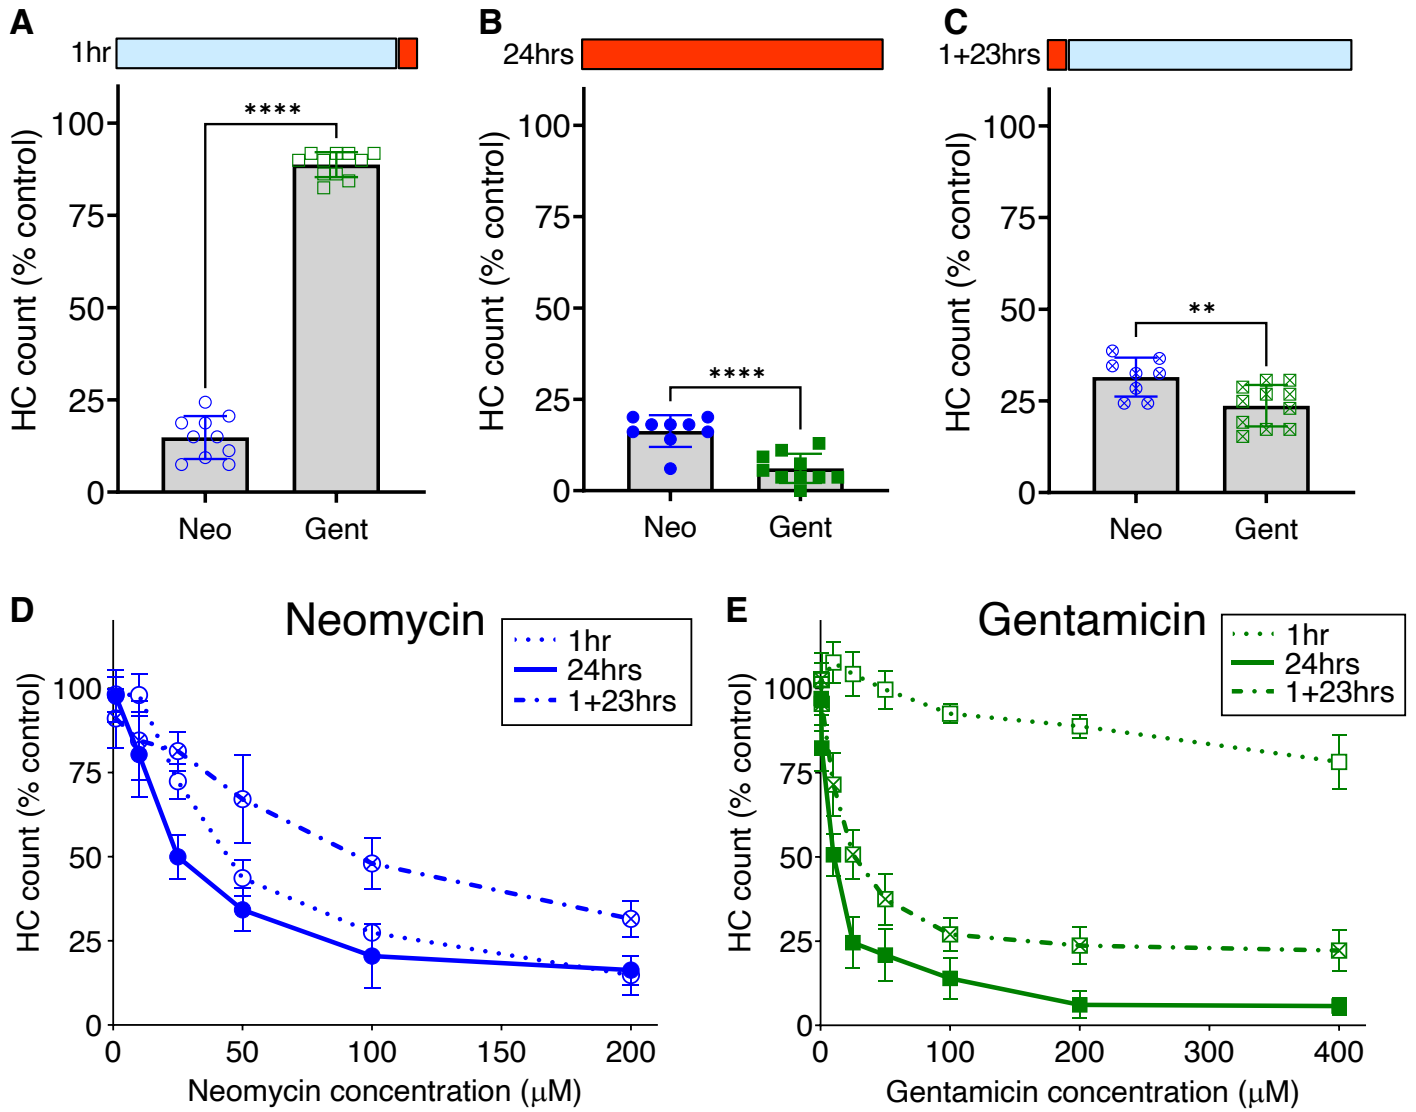 A
1hr
HC count (% control)
100
75
50
25
0
****
Neo
Gent
B
24hrs
HC count (% control)
100
75
50
25
0
****
Neo
Gent
C
1+23hrs
HC count (% control)
100
75
50
25
0
**
Neo
Gent
D
Neomycin
1hr
24hrs
1+23hrs
HC count (% control)
100
75
50
25
0
0 50 100 150 200
Neomycin concentration (μM)
E
Gentamicin
1hr
24hrs
1+23hrs
HC count (% control)
100
75
50
25
0
0 100 200 300 400
Gentamicin concentration (μM)